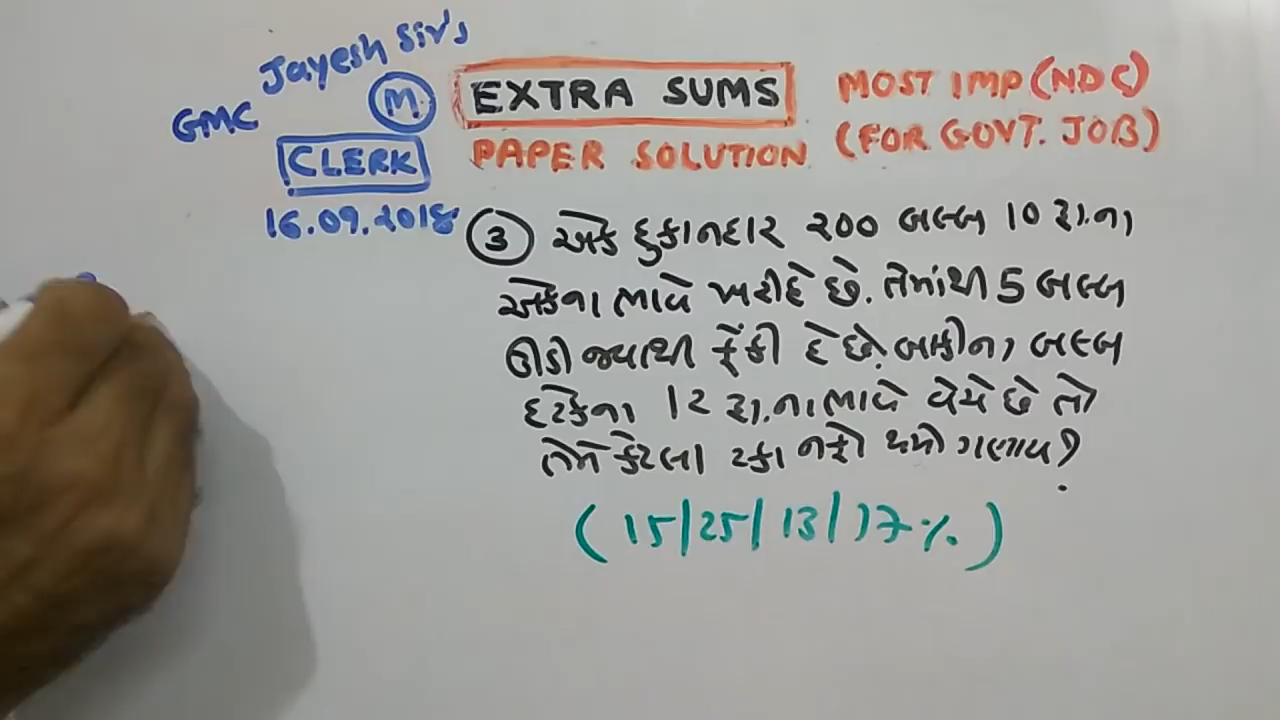 Jayesh Sir's
GMC
M
CLERK
16.09.2018
EXTRA SUMS
PAPER SOLUTION
MOST IMP (NDC)
(FOR GOVT. JOB)
3 એક દુકાનદાર ૨૦૦ બલ્બ 10 રૂા.ના
એકના ભાવે ખરીદે છે. તેમાંથી 5 બલ્બ
ઊડી જવાથી ફેંકી દે છે. બાકીના બલ્બ
દરેકના 12 રૂા.ના ભાવે વેચે છે તો
તેને કેટલા ટકા નફો થયો ગણાય?
(15/25/13/17%)